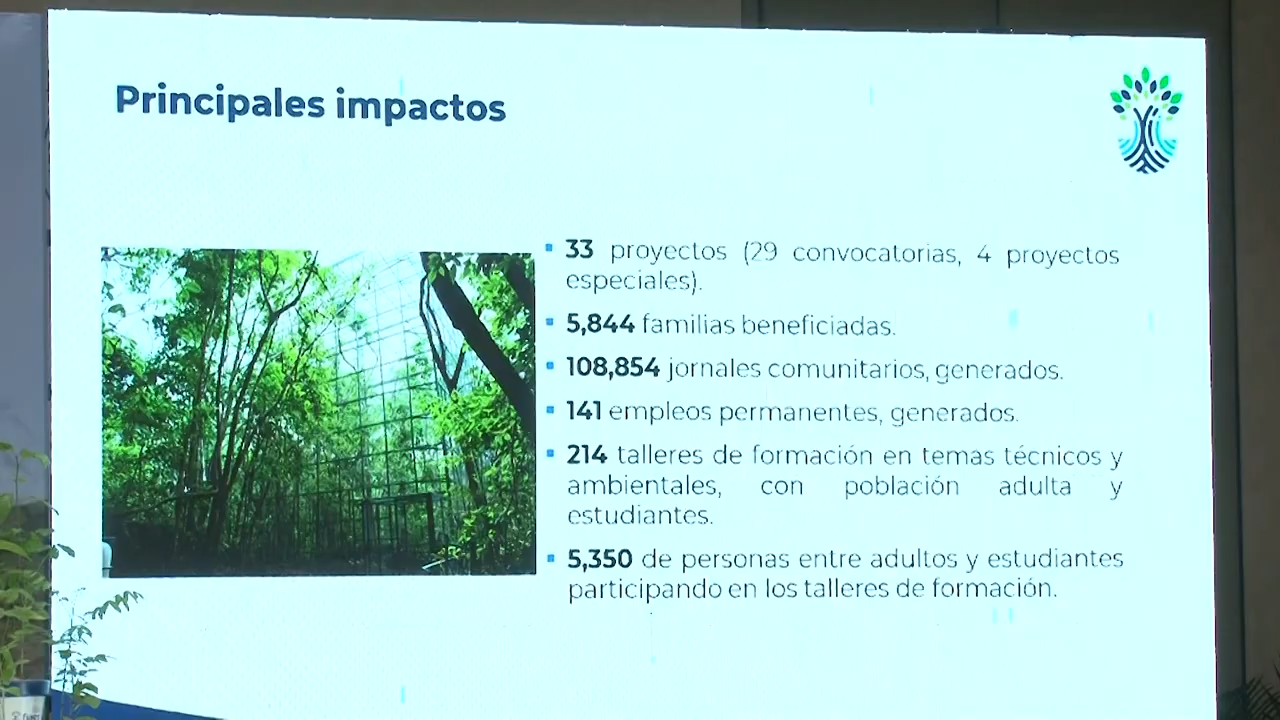 Principales impactos
33 proyectos (29 convocatorias, 4 proyectos
especiales).
5,844 familias beneficiadas.
108,854 jornales comunitarios, generados.
141 empleos permanentes, generados.
214 talleres de formación en temas técnicos y
ambientales, con población adulta y
estudiantes.
5,350 de personas entre adultos y estudiantes
participando en los talleres de formación.